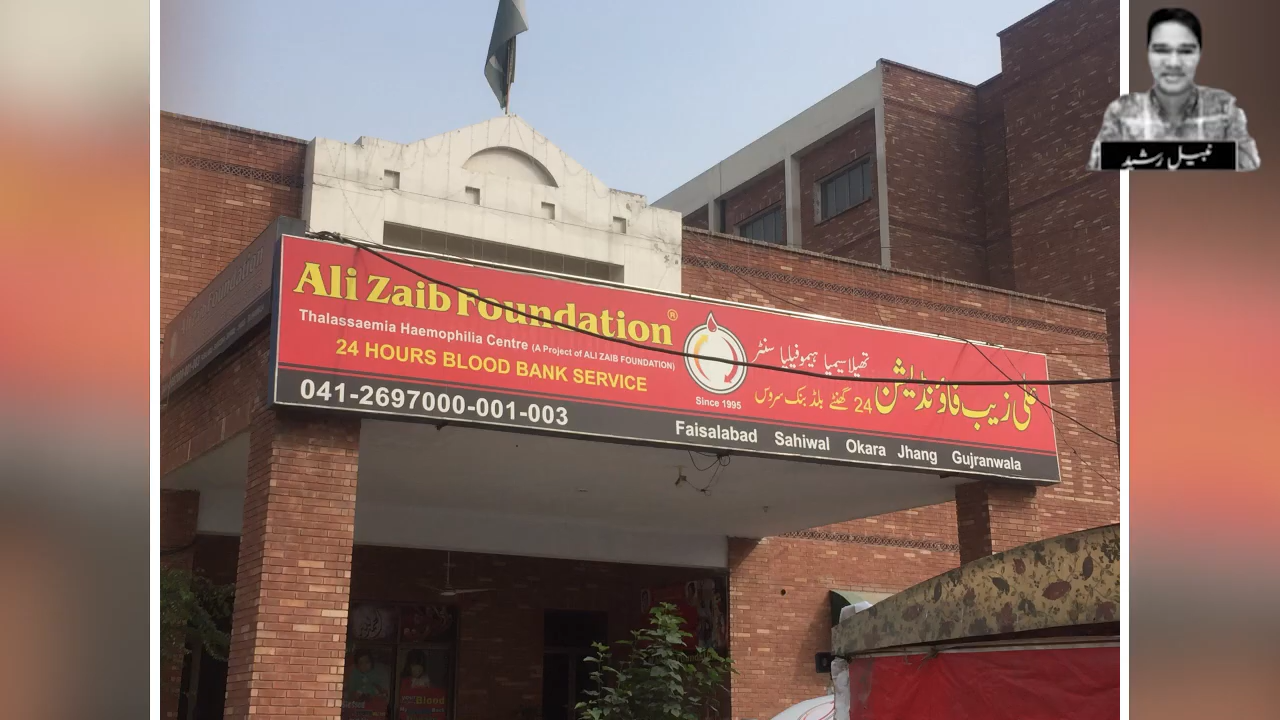 نبیل رشید
Ali Zaib Foundation®
Thalassaemia Haemophilia Centre (A Project of ALI ZAIB FOUNDATION)
24 HOURS BLOOD BANK SERVICE
041-2697000-001-003
Since 1995
علی زیب فاؤنڈیشن
تھیلاسیمیا ہیموفیلیا سنٹر
24 گھنٹے بلڈ بنک سروس
Faisalabad Sahiwal Okara Jhang Gujranwala
Blood